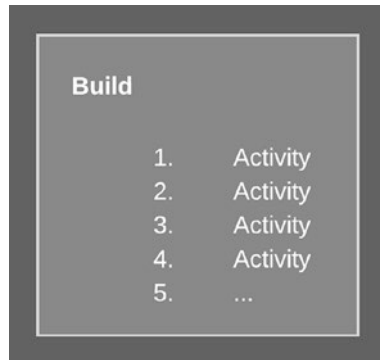 Build
1. Activity
2. Activity
3. Activity
4. Activity
5. ...